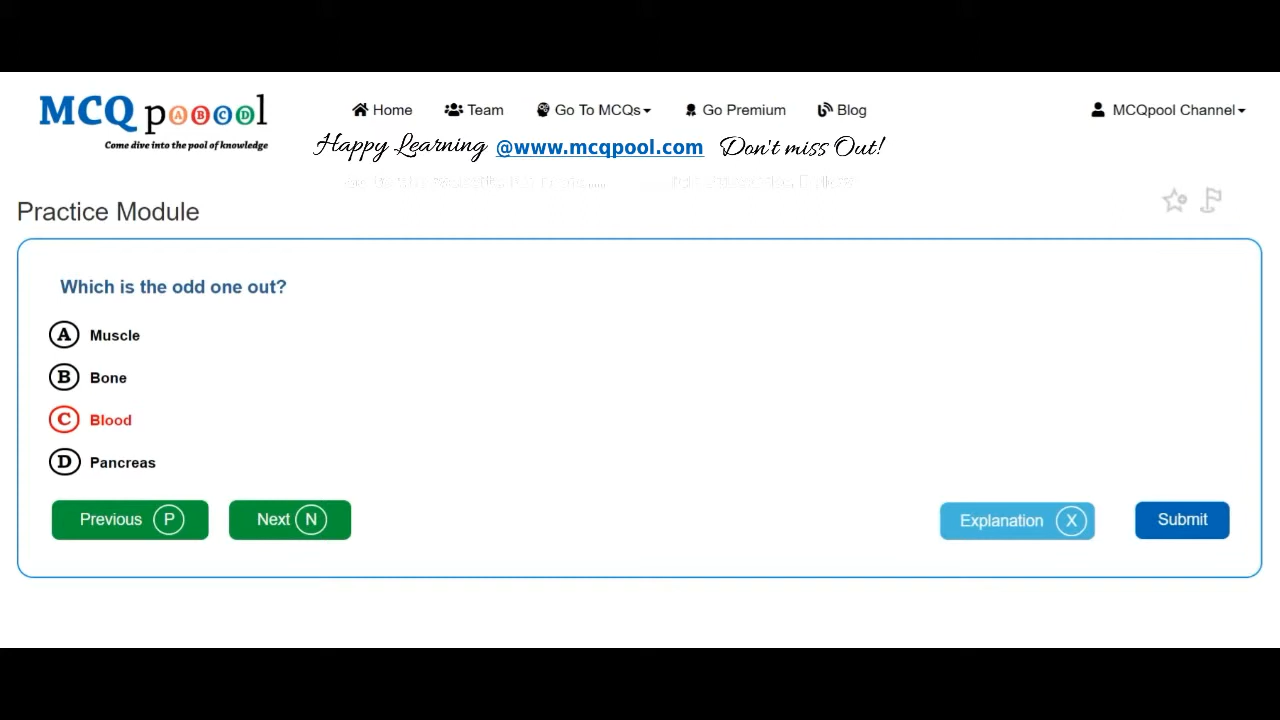 MCQ pooool
Come dive into the pool of knowledge
Home Team Go To MCQs Go Premium Blog MCQpool Channel
Happy Learning @www.mcqpool.com Don't miss Out!
Practice Module
Which is the odd one out?
A Muscle
B Bone
C Blood
D Pancreas
Previous P Next N Explanation X Submit